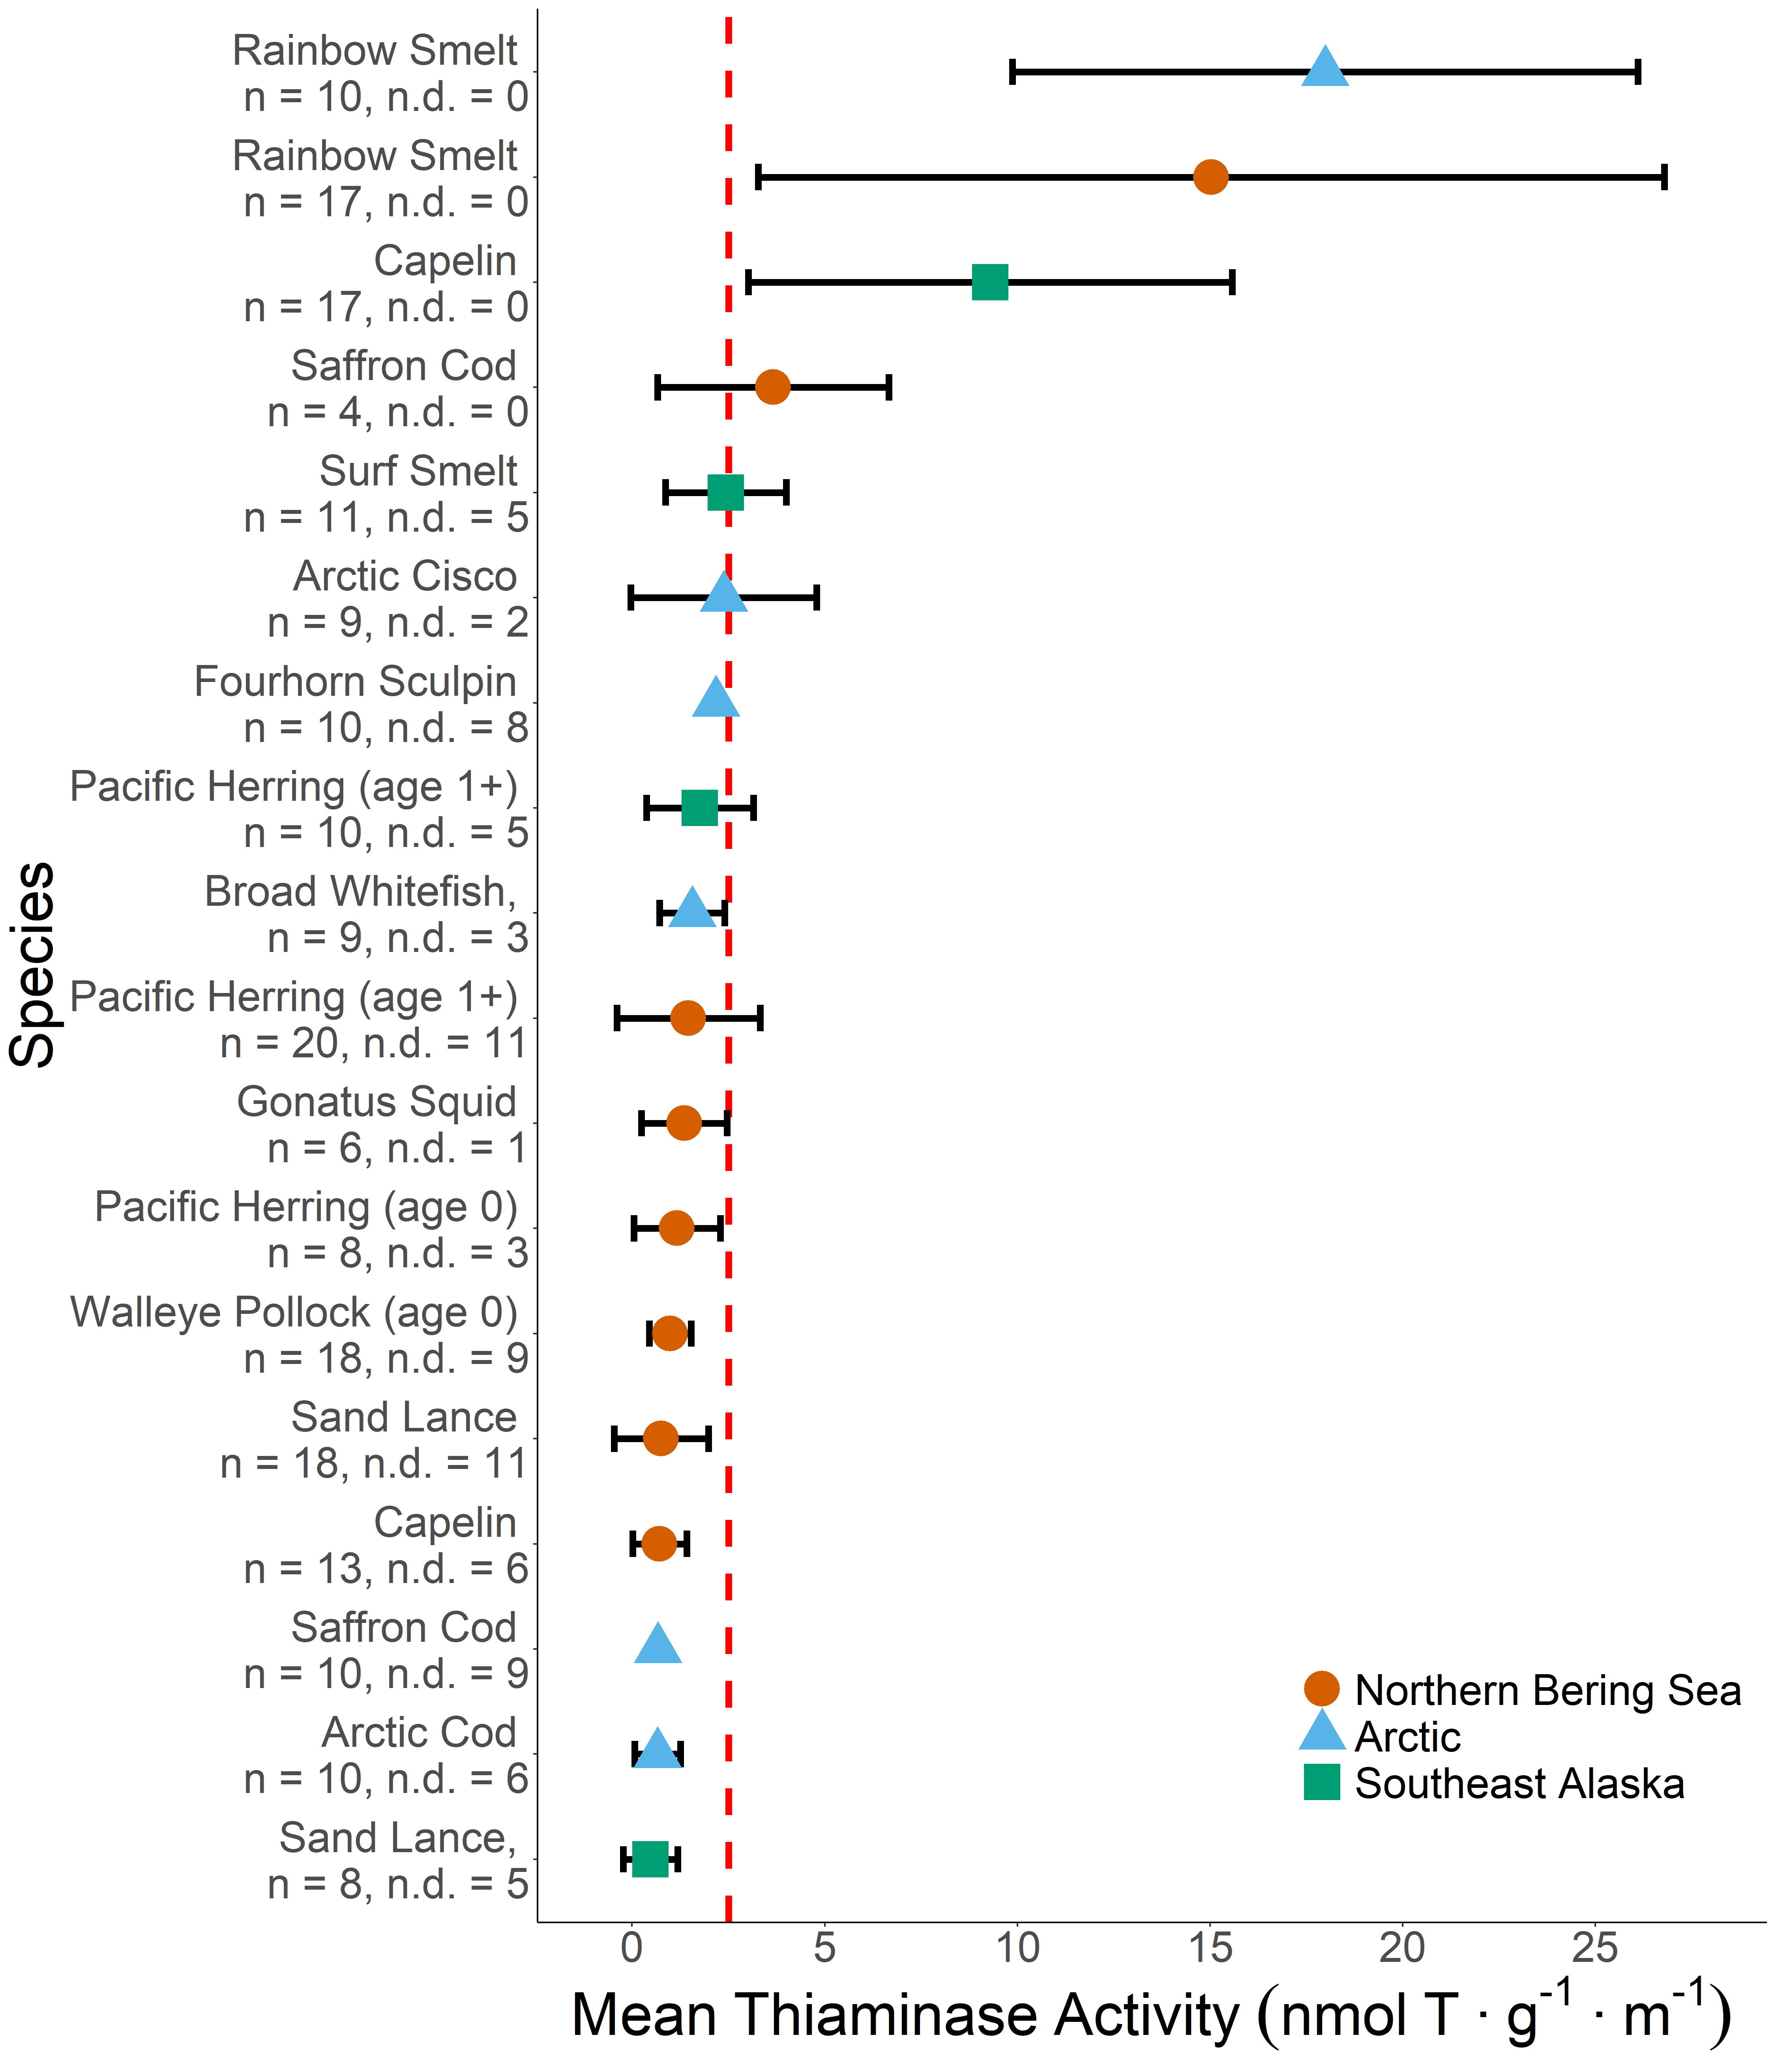 Rainbow Smelt
n = 10, n.d. = 0
Rainbow Smelt
n = 17, n.d. = 0
Capelin
n = 17, n.d. = 0
Saffron Cod
n = 4, n.d. = 0
Surf Smelt
n = 11, n.d. = 5
Arctic Cisco
n = 9, n.d. = 2
Fourhorn Sculpin
n = 10, n.d. = 8
Pacific Herring (age 1+)
n = 10, n.d. = 5
Broad Whitefish,
n = 9, n.d. = 3
Pacific Herring (age 1+)
n = 20, n.d. = 11
Gonatus Squid
n = 6, n.d. = 1
Pacific Herring (age 0)
n = 8, n.d. = 3
Walleye Pollock (age 0)
n = 18, n.d. = 9
Sand Lance
n = 18, n.d. = 11
Capelin
n = 13, n.d. = 6
Saffron Cod
n = 10, n.d. = 9
Arctic Cod
n = 10, n.d. = 6
Sand Lance,
n = 8, n.d. = 5
Species
Northern Bering Sea
Arctic
Southeast Alaska
0 5 10 15 20 25
Mean Thiaminase Activity (nmol T · g⁻¹ · m⁻¹)